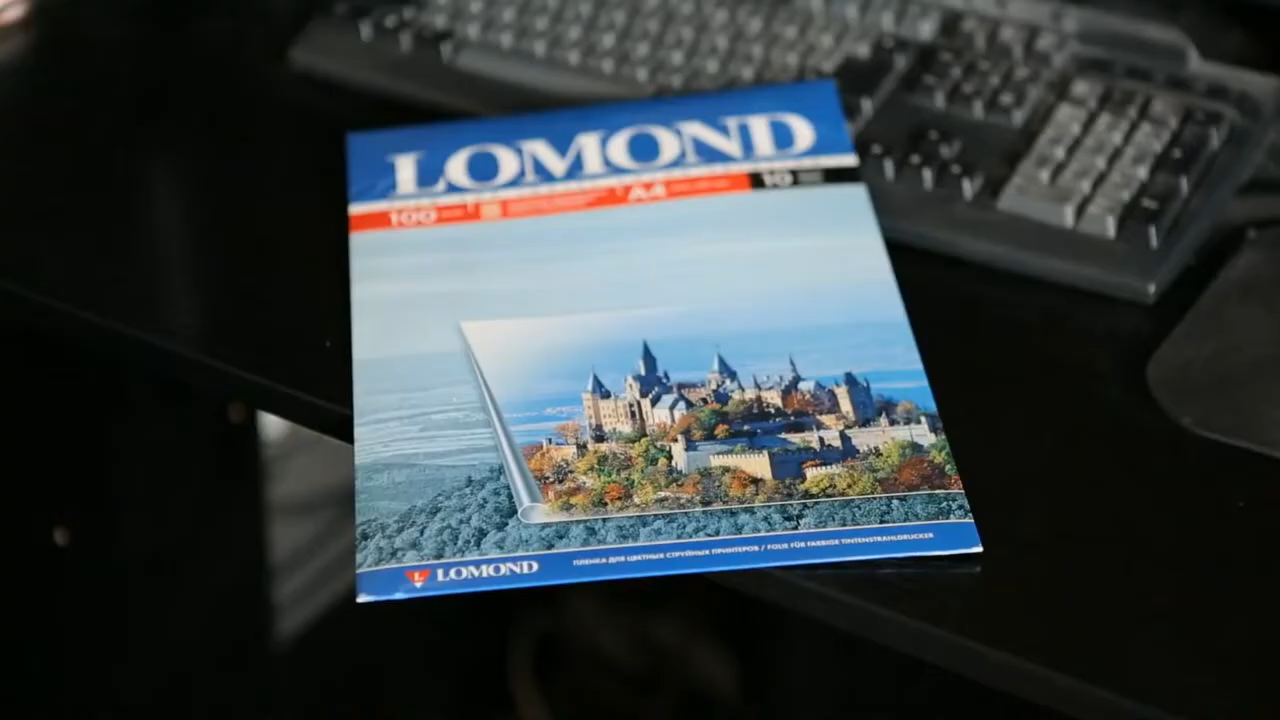 LOMOND
100 A4 10
LOMOND
ПЛЕНКА ДЛЯ ЦВЕТНЫХ СТРУЙНЫХ ПРИНТЕРОВ / FOLIE FÜR FARBIGE TINTENSTRAHLDRUCKER